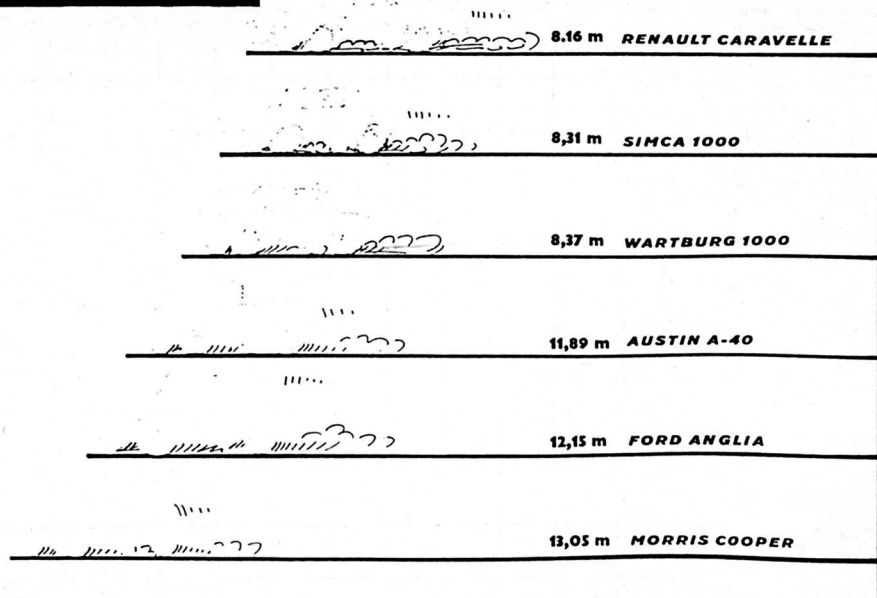 8.16 m RENAULT CARAVELLE
8,31 m SIMCA 1000
8,37 m WARTBURG 1000
11,89 m AUSTIN A-40
12,15 m FORD ANGLIA
13,05 m MORRIS COOPER